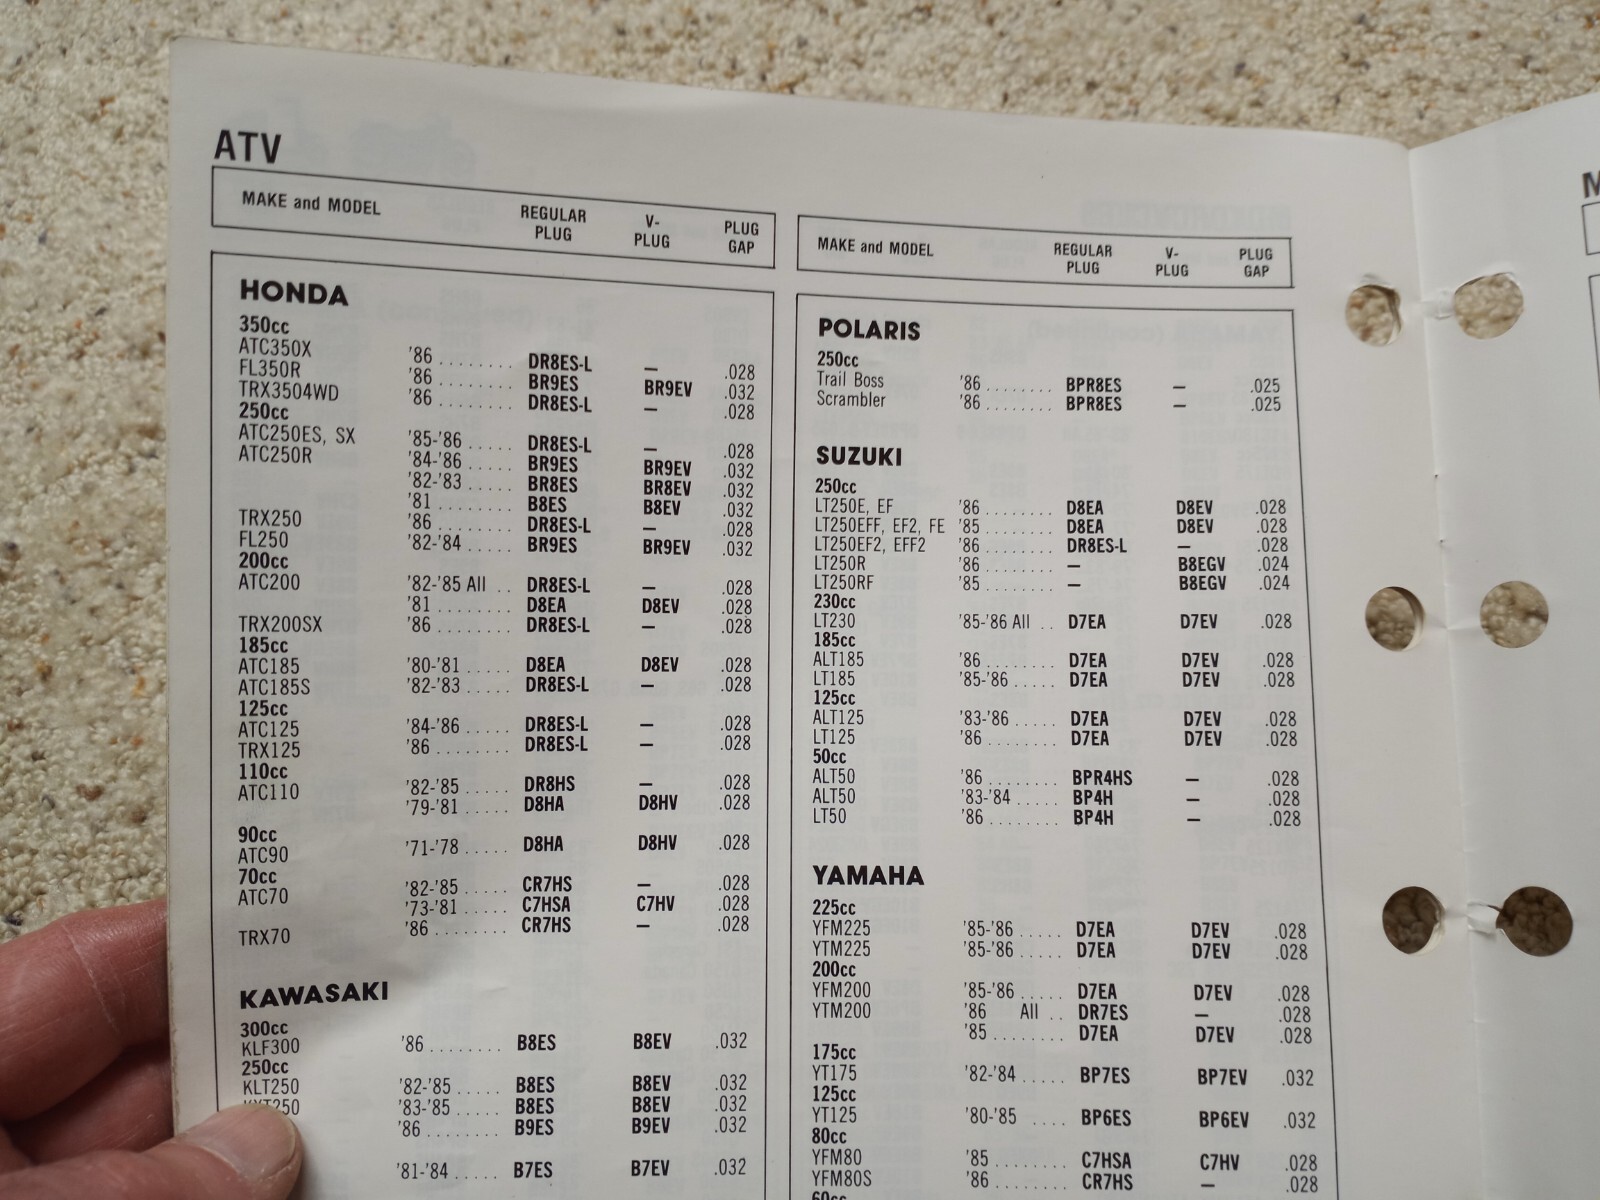 ATV
MAKE and MODEL REGULAR PLUG V-PLUG PLUG GAP
HONDA
350cc
ATC350X '86 ........ DR8ES-L — .028
FL350R '86 ........ BR9ES BR9EV .032
TRX3504WD '86 ........ DR8ES-L — .028
250cc
ATC250ES, SX '85-'86 ..... DR8ES-L — .028
ATC250R '84-'86 ..... BR9ES BR9EV .032
'82-'83 ..... BR8ES BR8EV .032
'81 ........ B8ES B8EV .032
TRX250 '86 ........ DR8ES-L — .028
FL250 '82-'84 ..... BR9ES BR9EV .032
200cc
ATC200 '82-'85 All .. DR8ES-L — .028
'81 ........ D8EA D8EV .028
TRX200SX '86 ........ DR8ES-L — .028
185cc
ATC185 '80-'81 ..... D8EA D8EV .028
ATC185S '82-'83 ..... DR8ES-L — .028
125cc
ATC125 '84-'86 ..... DR8ES-L — .028
TRX125 '86 ........ DR8ES-L — .028
110cc
ATC110 '82-'85 ..... DR8HS — .028
'79-'81 ..... D8HA D8HV .028
90cc
ATC90 '71-'78 ..... D8HA D8HV .028
70cc
ATC70 '82-'85 ..... CR7HS — .028
'73-'81 ..... C7HSA C7HV .028
TRX70 '86 ........ CR7HS — .028
KAWASAKI
300cc
KLF300 '86 ........ B8ES B8EV .032
250cc
KLT250 '82-'85 ..... B8ES B8EV .032
'83-'85 ..... B8ES B8EV .032
'86 ........ B9ES B9EV .032
'81-'84 ..... B7ES B7EV .032
MAKE and MODEL REGULAR PLUG V-PLUG PLUG GAP
POLARIS
250cc
Trail Boss '86 ........ BPR8ES — .025
Scrambler '86 ........ BPR8ES — .025
SUZUKI
250cc
LT250E, EF '86 ........ D8EA D8EV .028
LT250EFF, EF2, FE '85 ........ D8EA D8EV .028
LT250EF2, EFF2 '86 ........ DR8ES-L — .028
LT250R '86 ........ — B8EGV .024
LT250RF '85 ........ — B8EGV .024
230cc
LT230 '85-'86 All .. D7EA D7EV .028
185cc
ALT185 '86 ........ D7EA D7EV .028
LT185 '85-'86 ..... D7EA D7EV .028
125cc
ALT125 '83-'86 ..... D7EA D7EV .028
LT125 '86 ........ D7EA D7EV .028
50cc
ALT50 '86 ........ BPR4HS — .028
ALT50 '83-'84 ..... BP4H — .028
LT50 '86 ........ BP4H — .028
YAMAHA
225cc
YFM225 '85-'86 ..... D7EA D7EV .028
YTM225 '85-'86 ..... D7EA D7EV .028
200cc
YFM200 '85-'86 ..... D7EA D7EV .028
YTM200 '86 All .. DR7ES — .028
'85 ........ D7EA D7EV .028
175cc
YT175 '82-'84 ..... BP7ES BP7EV .032
125cc
YT125 '80-'85 .... BP6ES BP6EV .032
80cc
YFM80 '85 ........ C7HSA C7HV .028
YFM80S '86 ........ CR7HS — .028
60cc
M